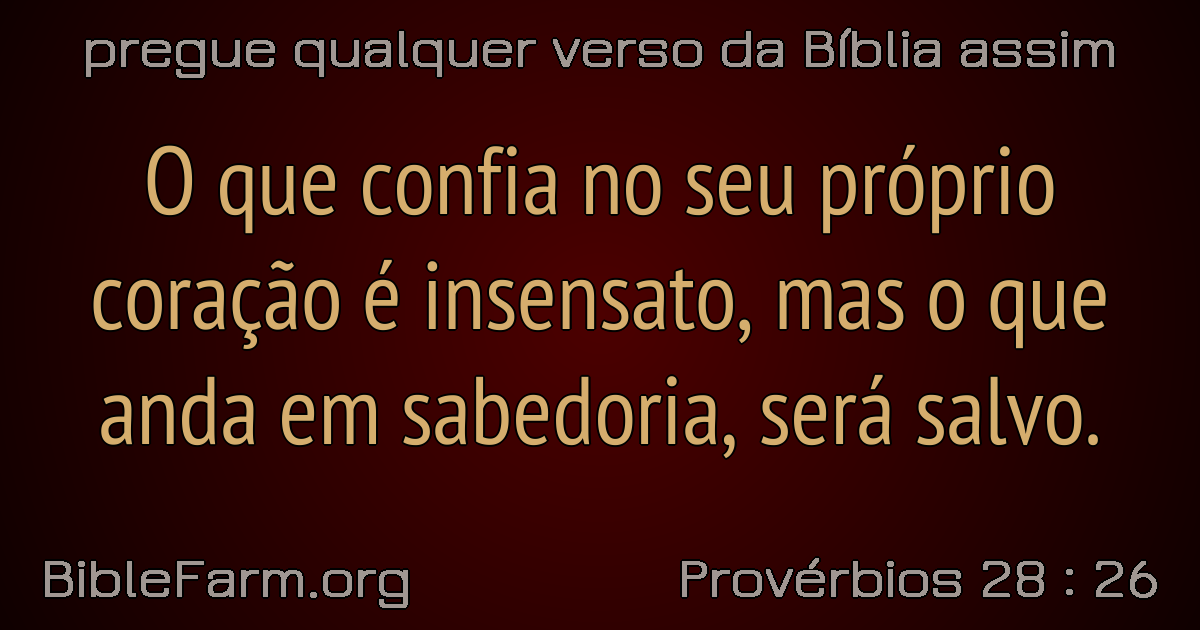 pregue qualquer verso da Bíblia assim
O que confia no seu próprio
coração é insensato, mas o que
anda em sabedoria, será salvo.
BibleFarm.org
Provérbios 28 : 26